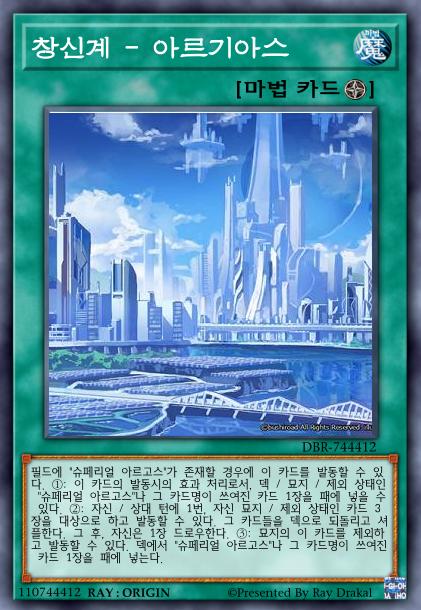 창신계 - 아르기아스
마법
魔
[마법 카드]
©bushiroad All Rights Reserved
DBR-744412
필드에 "슈페리얼 아르고스"가 존재할 경우에 이 카드를 발동할 수 있
다. ①: 이 카드의 발동시의 효과 처리로서, 덱 / 묘지 / 제외 상태인
"슈페리얼 아르고스"나 그 카드명이 쓰여진 카드 1장을 패에 넣을 수
있다. ②: 자신 / 상대 턴에 1번, 자신 묘지 / 제외 상태인 카드 3
장을 대상으로 하고 발동할 수 있다. 그 카드들을 덱으로 되돌리고 셔
플한다. 그 후, 자신은 1장 드로우한다. ③: 묘지의 이 카드를 제외하
고 발동할 수 있다. 덱에서 "슈페리얼 아르고스"나 그 카드명이 쓰여진
카드 1장을 패에 넣는다.
110744412 RAY : ORIGIN ©Presented By Ray Drakal